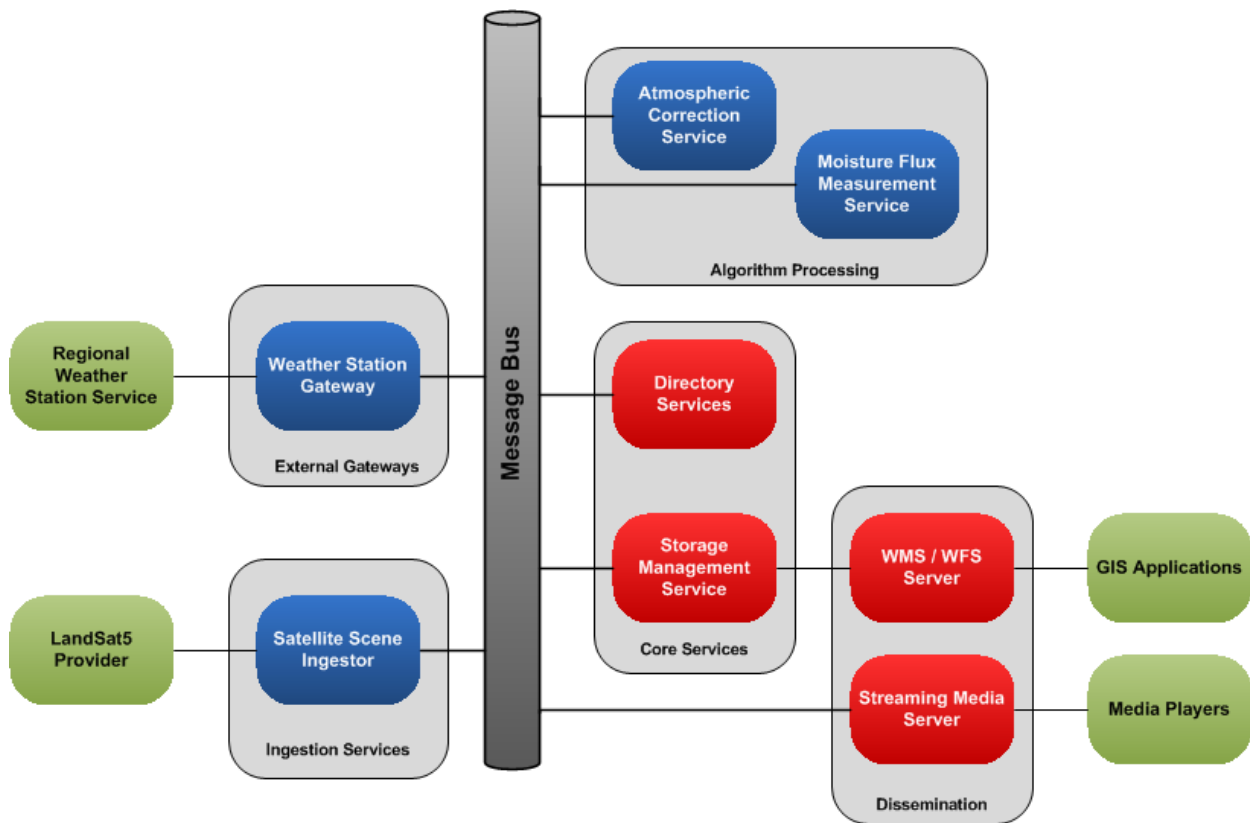 Atmospheric
Correction
Service
Moisture Flux
Measurement
Service
Algorithm Processing
Message Bus
Regional
Weather
Station Service
Weather Station
Gateway
External Gateways
Directory
Services
Storage
Management
Service
Core Services
WMS / WFS
Server
GIS Applications
LandSat5
Provider
Satellite Scene
Ingestor
Ingestion Services
Streaming Media
Server
Media Players
Dissemination